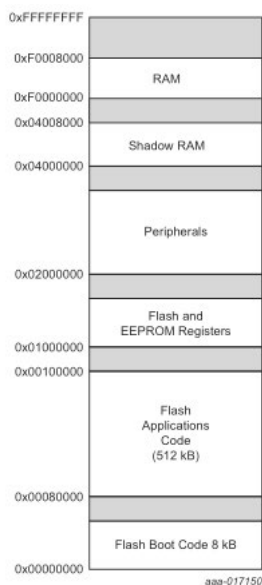 0xFFFFFFFF
0xF0008000
RAM
0xF0000000
0x04008000
Shadow RAM
0x04000000
Peripherals
0x02000000
Flash and
EEPROM Registers
0x01000000
0x00100000
Flash
Applications
Code
(512 kB)
0x00080000
Flash Boot Code 8 kB
0x00000000
aaa-017150